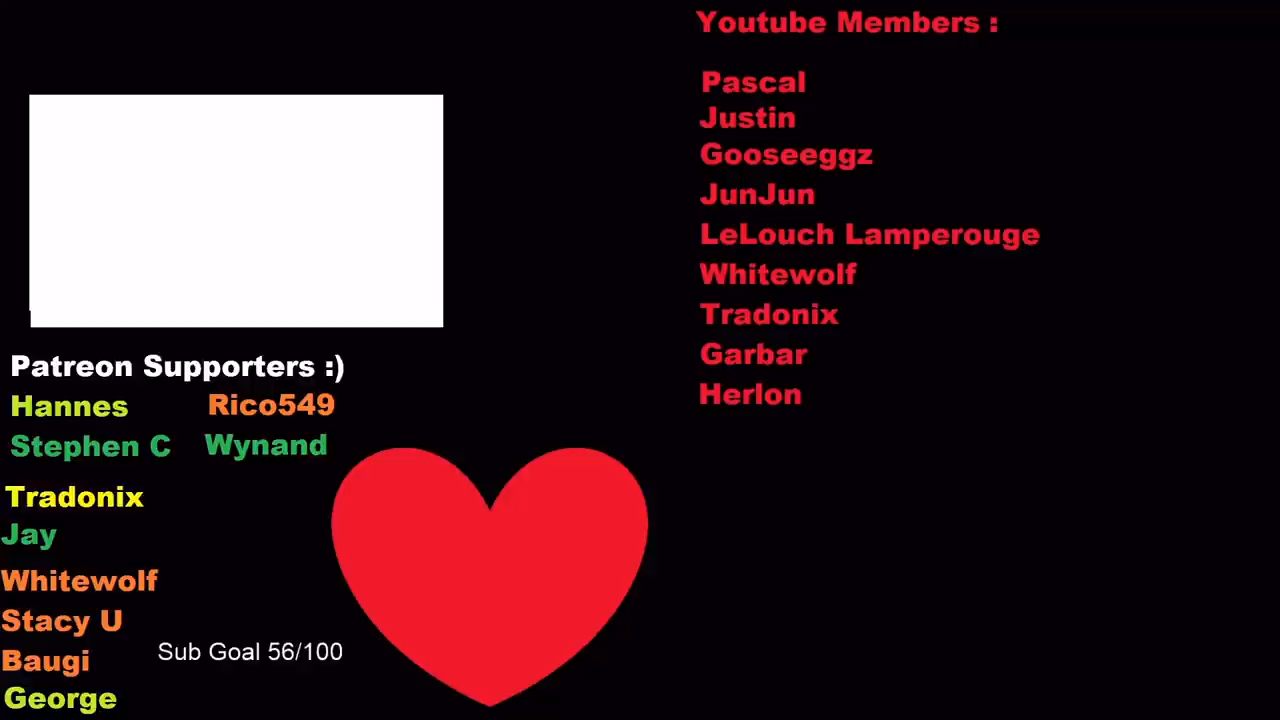 Youtube Members :
Pascal
Justin
Gooseeggz
JunJun
LeLouch Lamperouge
Whitewolf
Tradonix
Garbar
Herlon
Patreon Supporters :)
Hannes Rico549
Stephen C Wynand
Tradonix
Jay
Whitewolf
Stacy U
Baugi
George
Sub Goal 56/100